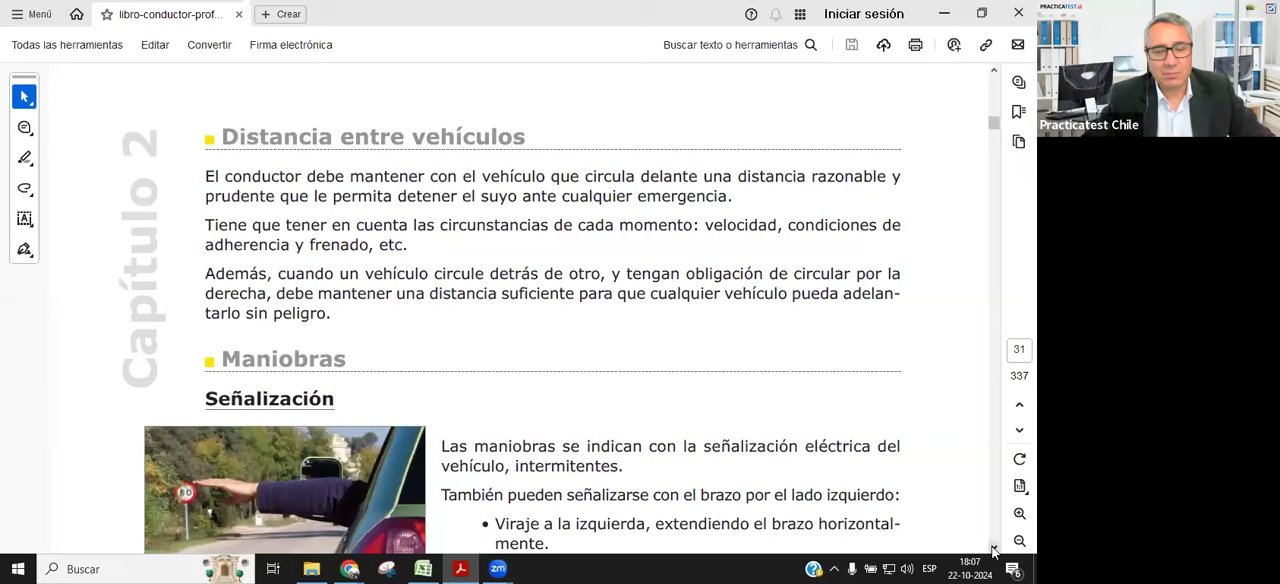 Menú
libro-conductor-prof...
Crear
Iniciar sesión
Todas las herramientas
Editar
Convertir
Firma electrónica
Buscar texto o herramientas
PRACTICATEST.cl
Practicatest Chile
Capítulo 2
Distancia entre vehículos
El conductor debe mantener con el vehículo que circula delante una distancia razonable y
prudente que le permita detener el suyo ante cualquier emergencia.
Tiene que tener en cuenta las circunstancias de cada momento: velocidad, condiciones de
adherencia y frenado, etc.
Además, cuando un vehículo circule detrás de otro, y tengan obligación de circular por la
derecha, debe mantener una distancia suficiente para que cualquier vehículo pueda adelan-
tarlo sin peligro.
Maniobras
Señalización
80
Las maniobras se indican con la señalización eléctrica del
vehículo, intermitentes.
También pueden señalizarse con el brazo por el lado izquierdo:
• Viraje a la izquierda, extendiendo el brazo horizontal-
mente.
31
337
Buscar
zm
ESP
18:07
22-10-2024
6